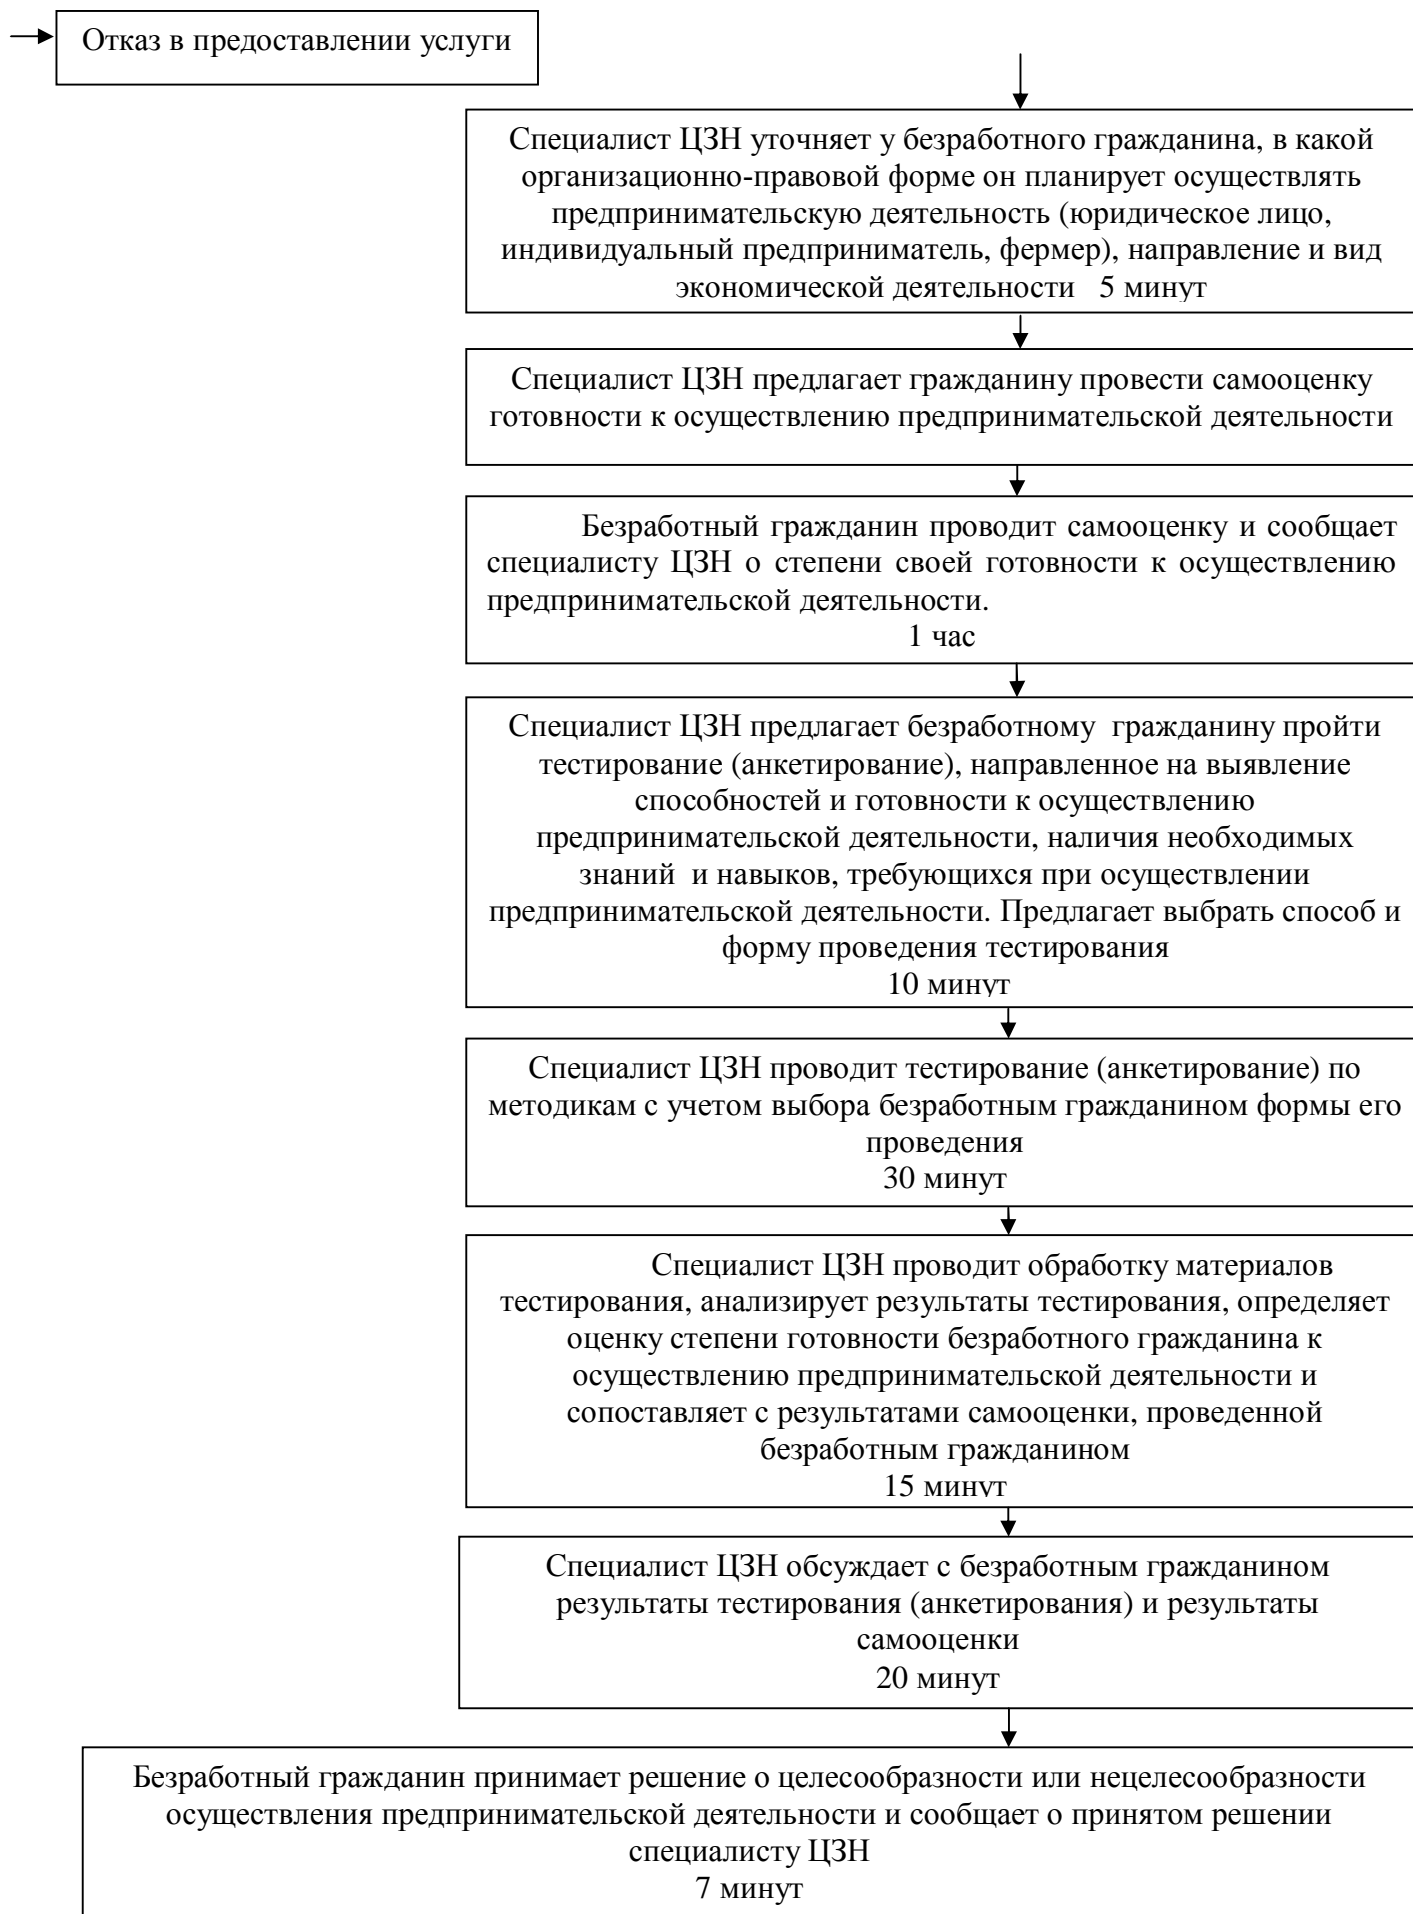 Отказ в предоставлении услуги
Специалист ЦЗН уточняет у безработного гражданина, в какой
организационно-правовой форме он планирует осуществлять
предпринимательскую деятельность (юридическое лицо,
индивидуальный предприниматель, фермер), направление и вид
экономической деятельности 5 минут
Специалист ЦЗН предлагает гражданину провести самооценку
готовности к осуществлению предпринимательской деятельности
Безработный гражданин проводит самооценку и сообщает
специалисту ЦЗН о степени своей готовности к осуществлению
предпринимательской деятельности.
1 час
Специалист ЦЗН предлагает безработному гражданину пройти
тестирование (анкетирование), направленное на выявление
способностей и готовности к осуществлению
предпринимательской деятельности, наличия необходимых
знаний и навыков, требующихся при осуществлении
предпринимательской деятельности. Предлагает выбрать способ и
форму проведения тестирования
10 минут
Специалист ЦЗН проводит тестирование (анкетирование) по
методикам с учетом выбора безработным гражданином формы его
проведения
30 минут
Специалист ЦЗН проводит обработку материалов
тестирования, анализирует результаты тестирования, определяет
оценку степени готовности безработного гражданина к
осуществлению предпринимательской деятельности и
сопоставляет с результатами самооценки, проведенной
безработным гражданином
15 минут
Специалист ЦЗН обсуждает с безработным гражданином
результаты тестирования (анкетирования) и результаты
самооценки
20 минут
Безработный гражданин принимает решение о целесообразности или нецелесообразности
осуществления предпринимательской деятельности и сообщает о принятом решении
специалисту ЦЗН
7 минут